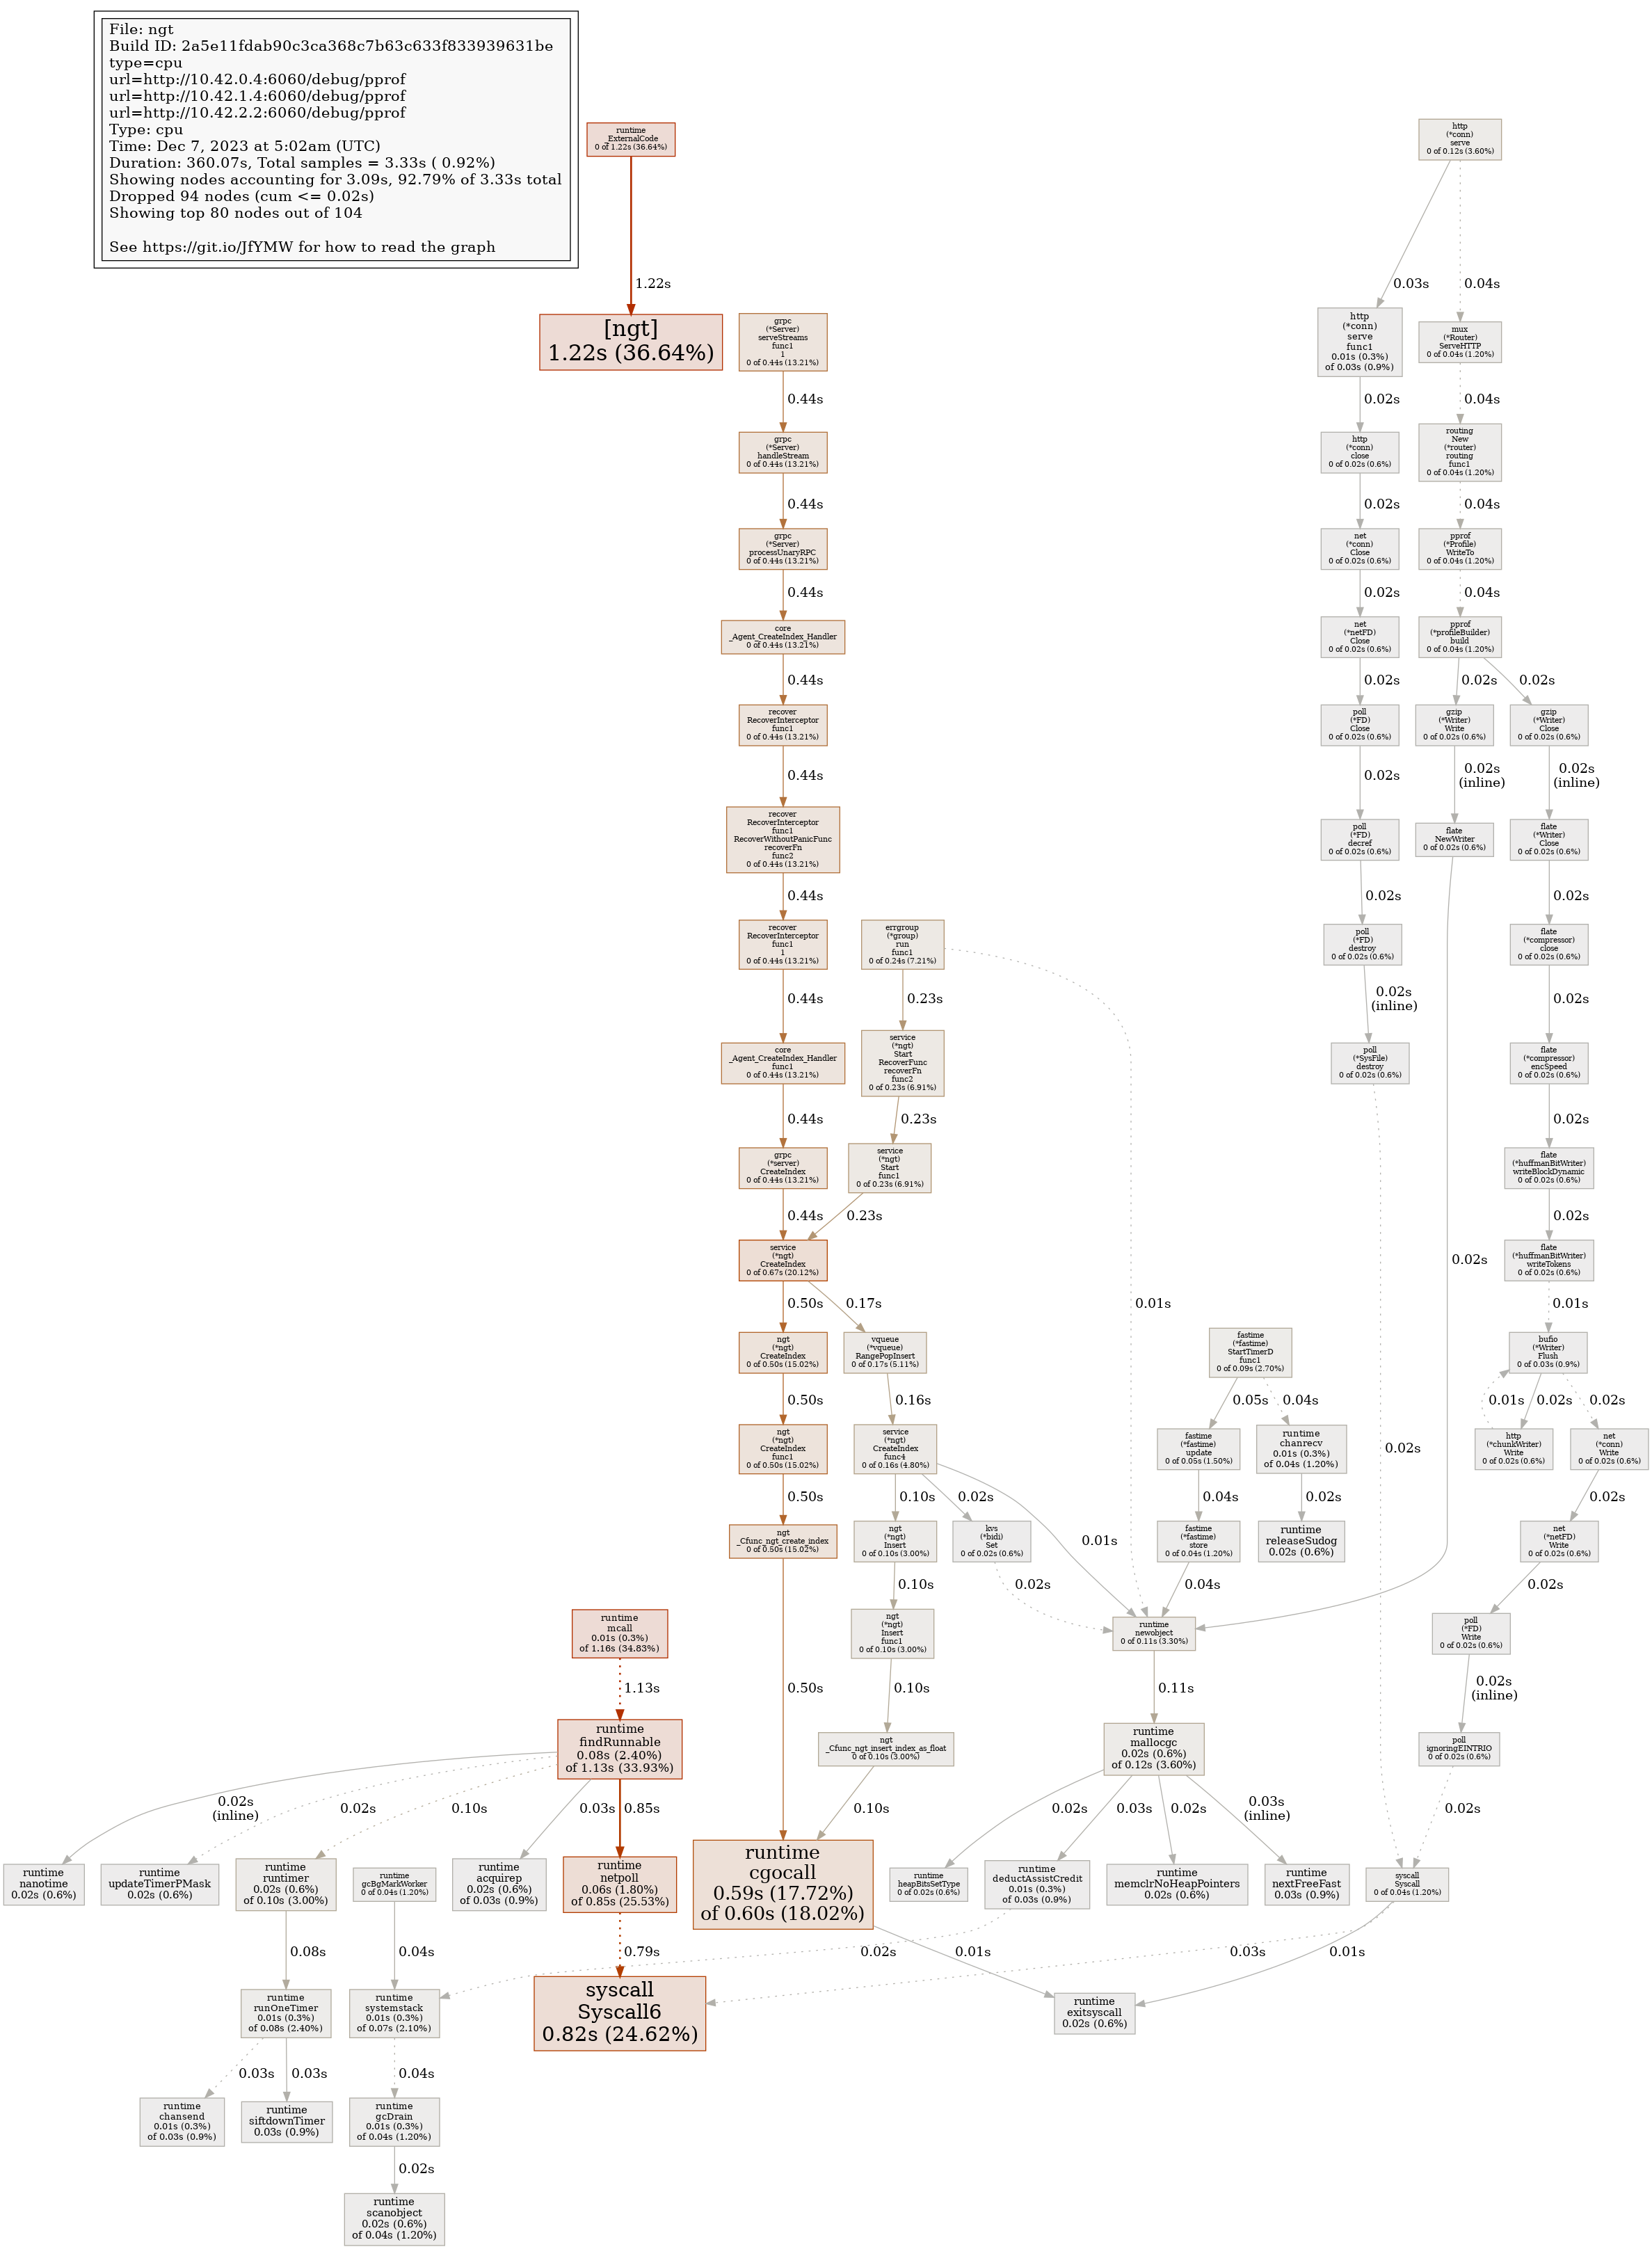 File: ngt
Build ID: 2a5e11fdab90c3ca368c7b63c633f833939631be
type=cpu
url=http://10.42.0.4:6060/debug/pprof
url=http://10.42.1.4:6060/debug/pprof
url=http://10.42.2.2:6060/debug/pprof
Type: cpu
Time: Dec 7, 2023 at 5:02am (UTC)
Duration: 360.07s, Total samples = 3.33s ( 0.92%)
Showing nodes accounting for 3.09s, 92.79% of 3.33s total
Dropped 94 nodes (cum <= 0.02s)
Showing top 80 nodes out of 104
See https://git.io/JfYMW for how to read the graph
runtime
_ExternalCode
0 of 1.22s (36.64%)
1.22s
[ngt]
1.22s (36.64%)
grpc
(*Server)
serveStreams
func1
1
0 of 0.44s (13.21%)
0.44s
grpc
(*Server)
handleStream
0 of 0.44s (13.21%)
0.44s
grpc
(*Server)
processUnaryRPC
0 of 0.44s (13.21%)
0.44s
core
_Agent_CreateIndex_Handler
0 of 0.44s (13.21%)
0.44s
recover
RecoverInterceptor
func1
0 of 0.44s (13.21%)
0.44s
recover
RecoverInterceptor
func1
RecoverWithoutPanicFunc
recoverFn
func2
0 of 0.44s (13.21%)
0.44s
recover
RecoverInterceptor
func1
1
0 of 0.44s (13.21%)
0.44s
core
_Agent_CreateIndex_Handler
func1
0 of 0.44s (13.21%)
0.44s
grpc
(*server)
CreateIndex
0 of 0.44s (13.21%)
0.44s
errgroup
(*group)
run
func1
0 of 0.24s (7.21%)
0.23s
0.01s
service
(*ngt)
Start
RecoverFunc
recoverFn
func2
0 of 0.23s (6.91%)
0.23s
service
(*ngt)
Start
func1
0 of 0.23s (6.91%)
0.23s
service
(*ngt)
CreateIndex
0 of 0.67s (20.12%)
0.50s
0.17s
ngt
(*ngt)
CreateIndex
0 of 0.50s (15.02%)
0.50s
ngt
(*ngt)
CreateIndex
func1
0 of 0.50s (15.02%)
0.50s
ngt
_Cfunc_ngt_create_index
0 of 0.50s (15.02%)
0.50s
vqueue
(*vqueue)
RangePopInsert
0 of 0.17s (5.11%)
0.16s
service
(*ngt)
CreateIndex
func4
0 of 0.16s (4.80%)
0.10s
0.02s
0.01s
ngt
(*ngt)
Insert
0 of 0.10s (3.00%)
0.10s
kvs
(*bidi)
Set
0 of 0.02s (0.6%)
0.02s
ngt
(*ngt)
Insert
func1
0 of 0.10s (3.00%)
0.10s
ngt
_Cfunc_ngt_insert_index_as_float
0 of 0.10s (3.00%)
0.10s
fastime
(*fastime)
StartTimerD
func1
0 of 0.09s (2.70%)
0.05s
0.04s
fastime
(*fastime)
update
0 of 0.05s (1.50%)
0.04s
runtime
chanrecv
0.01s (0.3%)
of 0.04s (1.20%)
0.02s
fastime
(*fastime)
store
0 of 0.04s (1.20%)
0.04s
runtime
releaseSudog
0.02s (0.6%)
runtime
newobject
0 of 0.11s (3.30%)
0.11s
runtime
mallocgc
0.02s (0.6%)
of 0.12s (3.60%)
0.02s
0.03s
0.02s
0.03s
(inline)
http
(*conn)
serve
0 of 0.12s (3.60%)
0.03s
0.04s
http
(*conn)
serve
func1
0.01s (0.3%)
of 0.03s (0.9%)
0.02s
http
(*conn)
close
0 of 0.02s (0.6%)
0.02s
net
(*conn)
Close
0 of 0.02s (0.6%)
0.02s
net
(*netFD)
Close
0 of 0.02s (0.6%)
0.02s
poll
(*FD)
Close
0 of 0.02s (0.6%)
0.02s
poll
(*FD)
decref
0 of 0.02s (0.6%)
0.02s
poll
(*FD)
destroy
0 of 0.02s (0.6%)
0.02s
(inline)
poll
(*SysFile)
destroy
0 of 0.02s (0.6%)
0.02s
mux
(*Router)
ServeHTTP
0 of 0.04s (1.20%)
0.04s
routing
New
(*router)
routing
func1
0 of 0.04s (1.20%)
0.04s
pprof
(*Profile)
WriteTo
0 of 0.04s (1.20%)
0.04s
pprof
(*profileBuilder)
build
0 of 0.04s (1.20%)
0.02s
0.02s
gzip
(*Writer)
Write
0 of 0.02s (0.6%)
0.02s
(inline)
flate
NewWriter
0 of 0.02s (0.6%)
0.02s
gzip
(*Writer)
Close
0 of 0.02s (0.6%)
0.02s
(inline)
flate
(*Writer)
Close
0 of 0.02s (0.6%)
0.02s
flate
(*compressor)
close
0 of 0.02s (0.6%)
0.02s
flate
(*compressor)
encSpeed
0 of 0.02s (0.6%)
0.02s
flate
(*huffmanBitWriter)
writeBlockDynamic
0 of 0.02s (0.6%)
0.02s
flate
(*huffmanBitWriter)
writeTokens
0 of 0.02s (0.6%)
0.01s
bufio
(*Writer)
Flush
0 of 0.03s (0.9%)
0.01s
0.02s
0.02s
http
(*chunkWriter)
Write
0 of 0.02s (0.6%)
net
(*conn)
Write
0 of 0.02s (0.6%)
0.02s
net
(*netFD)
Write
0 of 0.02s (0.6%)
0.02s
poll
(*FD)
Write
0 of 0.02s (0.6%)
0.02s
(inline)
poll
ignoringEINTRIO
0 of 0.02s (0.6%)
0.02s
runtime
mcall
0.01s (0.3%)
of 1.16s (34.83%)
1.13s
runtime
findRunnable
0.08s (2.40%)
of 1.13s (33.93%)
0.02s
(inline)
0.02s
0.10s
0.03s
0.85s
runtime
nanotime
0.02s (0.6%)
runtime
updateTimerPMask
0.02s (0.6%)
runtime
runtimer
0.02s (0.6%)
of 0.10s (3.00%)
0.08s
runtime
gcBgMarkWorker
0 of 0.04s (1.20%)
0.04s
runtime
acquirep
0.02s (0.6%)
of 0.03s (0.9%)
runtime
netpoll
0.06s (1.80%)
of 0.85s (25.53%)
0.79s
runtime
cgocall
0.59s (17.72%)
of 0.60s (18.02%)
0.01s
runtime
heapBitsSetType
0 of 0.02s (0.6%)
runtime
deductAssistCredit
0.01s (0.3%)
of 0.03s (0.9%)
0.02s
runtime
memclrNoHeapPointers
0.02s (0.6%)
runtime
nextFreeFast
0.03s (0.9%)
syscall
Syscall
0 of 0.04s (1.20%)
0.03s
0.01s
runtime
runOneTimer
0.01s (0.3%)
of 0.08s (2.40%)
0.03s
0.03s
runtime
systemstack
0.01s (0.3%)
of 0.07s (2.10%)
0.04s
syscall
Syscall6
0.82s (24.62%)
runtime
exitsyscall
0.02s (0.6%)
runtime
chansend
0.01s (0.3%)
of 0.03s (0.9%)
runtime
siftdownTimer
0.03s (0.9%)
runtime
gcDrain
0.01s (0.3%)
of 0.04s (1.20%)
0.02s
runtime
scanobject
0.02s (0.6%)
of 0.04s (1.20%)